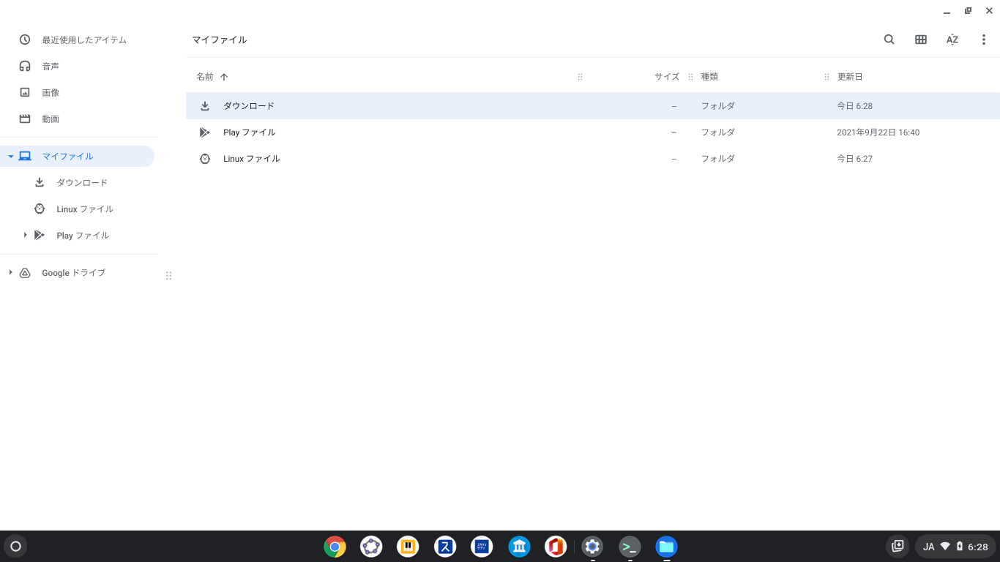 最近使用したアイテム
音声
画像
動画
マイファイル
ダウンロード
Linux ファイル
Play ファイル
Google ドライブ
マイファイル
AZ
名前 サイズ 種類 更新日
ダウンロード -- フォルダ 今日 6:28
Play ファイル -- フォルダ 2021年9月22日 16:40
Linux ファイル -- フォルダ 今日 6:27
ス
>_
JA 6:28